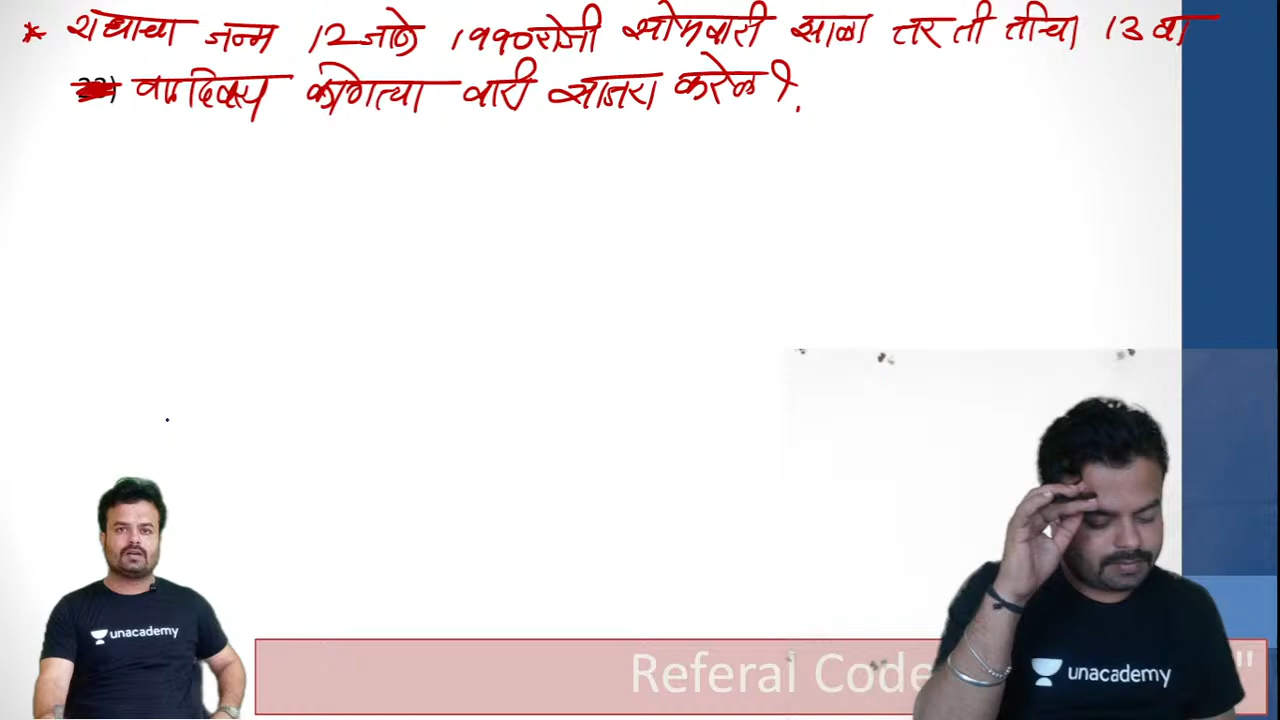 * राधाचा जन्म 12 जाने 1990 रोजी सोमवारी झाला तर ती तीचा 13 वा
वाढदिवस कोणत्या वारी साजरा करेल ?.
unacademy
Referal Code "
unacademy